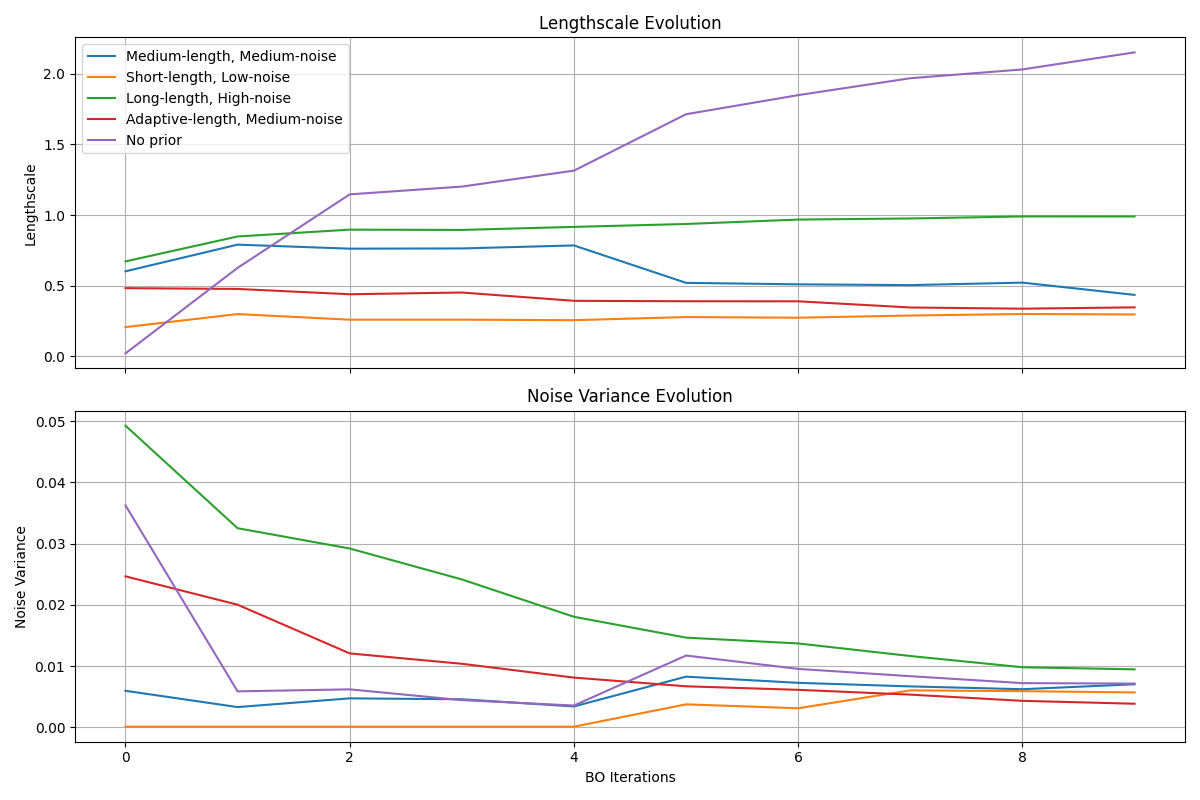 Lengthscale Evolution
Medium-length, Medium-noise
Short-length, Low-noise
Long-length, High-noise
Adaptive-length, Medium-noise
No prior
Lengthscale
2.0
1.5
1.0
0.5
0.0
Noise Variance Evolution
Noise Variance
0.05
0.04
0.03
0.02
0.01
0.00
0 2 4 6 8
BO Iterations